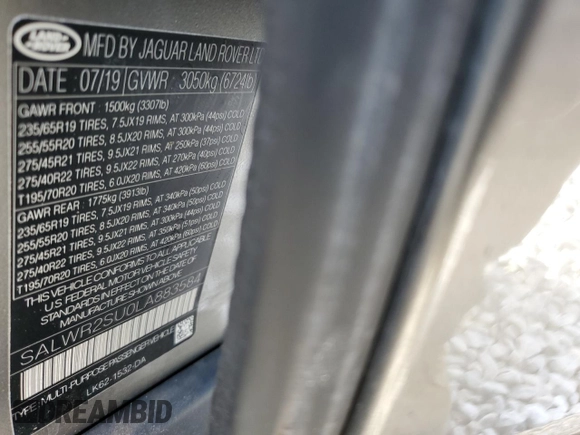 LAND ROVER
MFD BY JAGUAR LAND ROVER LTD
DATE: 07/19 GVWR : 3050kg (6724lb
GAWR FRONT : 1500kg (3307lb)
235/65R19 TIRES, 7.5JX19 RIMS, AT 300kPa (44psi) COLD
255/55R20 TIRES, 8.5JX20 RIMS, AT 300kPa (44psi) COLD
275/45R21 TIRES, 9.5JX21 RIMS, AT 250kPa (37psi) COLD
275/40R22 TIRES, 9.5JX22 RIMS, AT 270kPa (40psi) COLD
T195/70R20 TIRES, 6.0JX20 RIMS, AT 420kPa (60psi) COLD
GAWR REAR : 1775kg (3913lb)
235/65R19 TIRES, 7.5JX19 RIMS, AT 340kPa (50psi) COLD
255/55R20 TIRES, 8.5JX20 RIMS, AT 340kPa (50psi) COLD
275/45R21 TIRES, 9.5JX21 RIMS, AT 300kPa (44psi) COLD
275/40R22 TIRES, 9.5JX22 RIMS, AT 350kPa (51psi) COLD
T195/70R20 TIRES, 6.0JX20 RIMS, AT 420kPa (60psi) COLD
THIS VEHICLE CONFORMS TO ALL APPLICABLE
FEDERAL MOTOR VEHICLE SAFETY
STANDARDS IN EFFECT ON THE DATE OF
MANUFACTURE SHOWN ABOVE
SALWR2SU0LA883584
MPE: MULTI-PURPOSE PASSENGER VEHICLE
LK62-1532-DA
DREAMBID